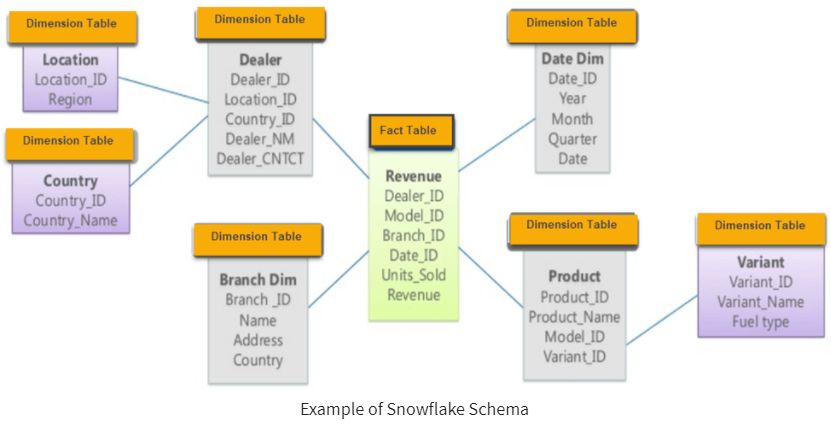 Dimension Table
Location
Location_ID
Region
Dimension Table
Dealer
Dealer_ID
Location_ID
Country_ID
Dealer_NM
Dealer_CNTCT
Dimension Table
Date Dim
Date_ID
Year
Month
Quarter
Date
Dimension Table
Country
Country_ID
Country_Name
Fact Table
Revenue
Dealer_ID
Model_ID
Branch_ID
Date_ID
Units_Sold
Revenue
Dimension Table
Branch Dim
Branch _ID
Name
Address
Country
Dimension Table
Product
Product_ID
Product_Name
Model_ID
Variant_ID
Dimension Table
Variant
Variant_ID
Variant_Name
Fuel type
Example of Snowflake Schema